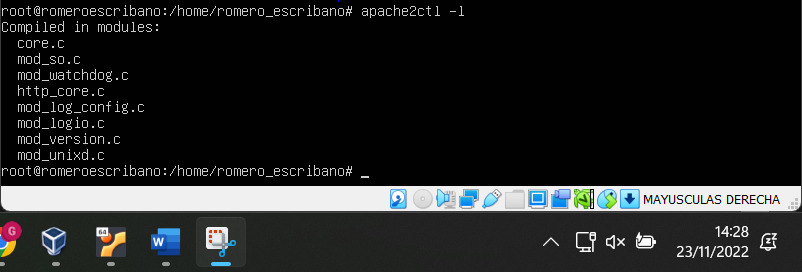 root@romeroescribano:/home/romero_escribano# apache2ctl -l
Compiled in modules:
  core.c
  mod_so.c
  mod_watchdog.c
  http_core.c
  mod_log_config.c
  mod_logio.c
  mod_version.c
  mod_unixd.c
root@romeroescribano:/home/romero_escribano# _
MAYUSCULAS DERECHA
G
64
W
14:28
23/11/2022